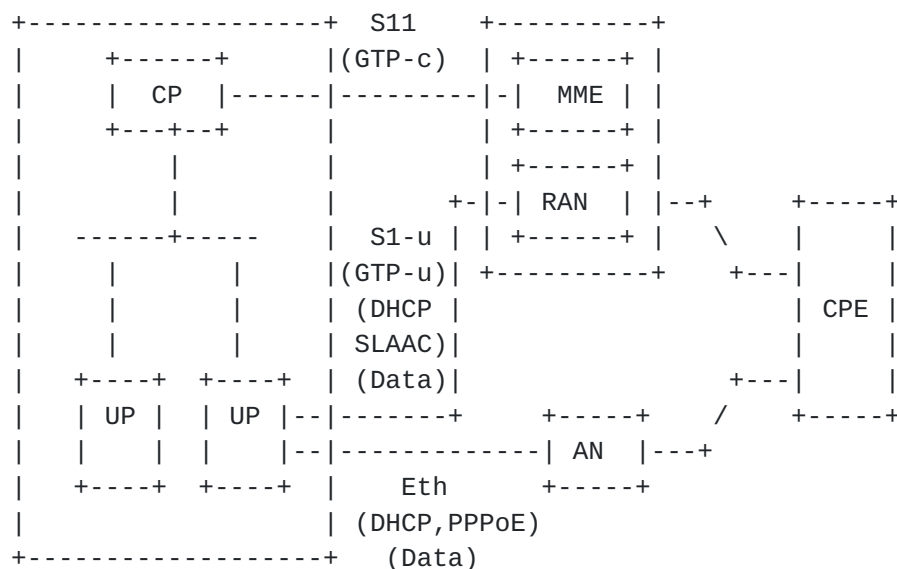 S11
(GTP-c)
CP
MME
RAN
S1-u
(GTP-u)
(DHCP
CPE
SLAAC)
(Data)
UP UP
AN
Eth
(DHCP,PPPoE)
(Data)